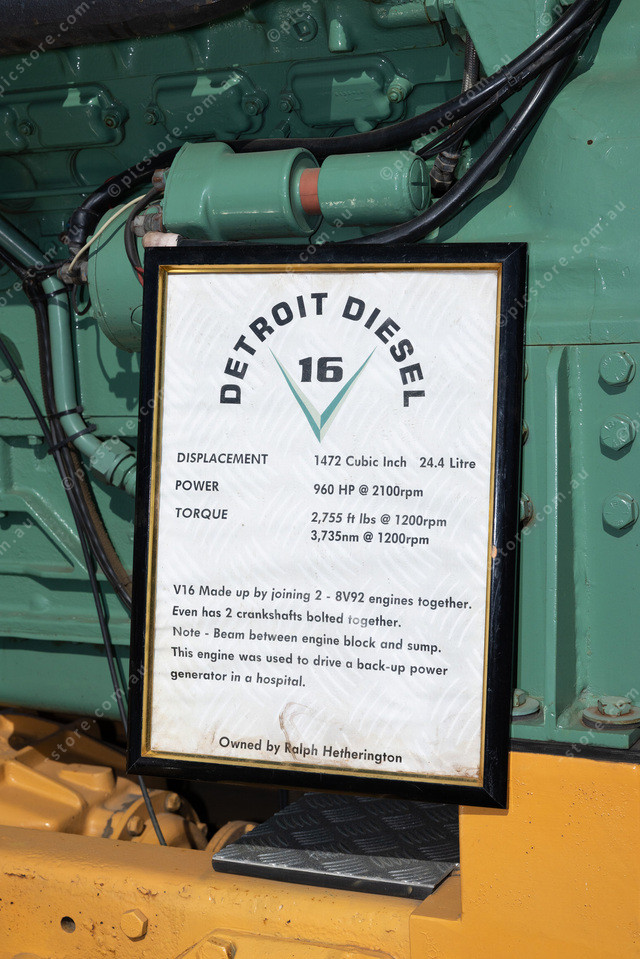 DETROIT DIESEL
16
DISPLACEMENT 1472 Cubic Inch 24.4 Litre
POWER 960 HP @ 2100rpm
TORQUE 2,755 ft lbs @ 1200rpm
3,735nm @ 1200rpm
V16 Made up by joining 2 - 8V92 engines together.
Even has 2 crankshafts bolted together.
Note - Beam between engine block and sump.
This engine was used to drive a back-up power
generator in a hospital.
Owned by Ralph Hetherington
© picstore.com.au